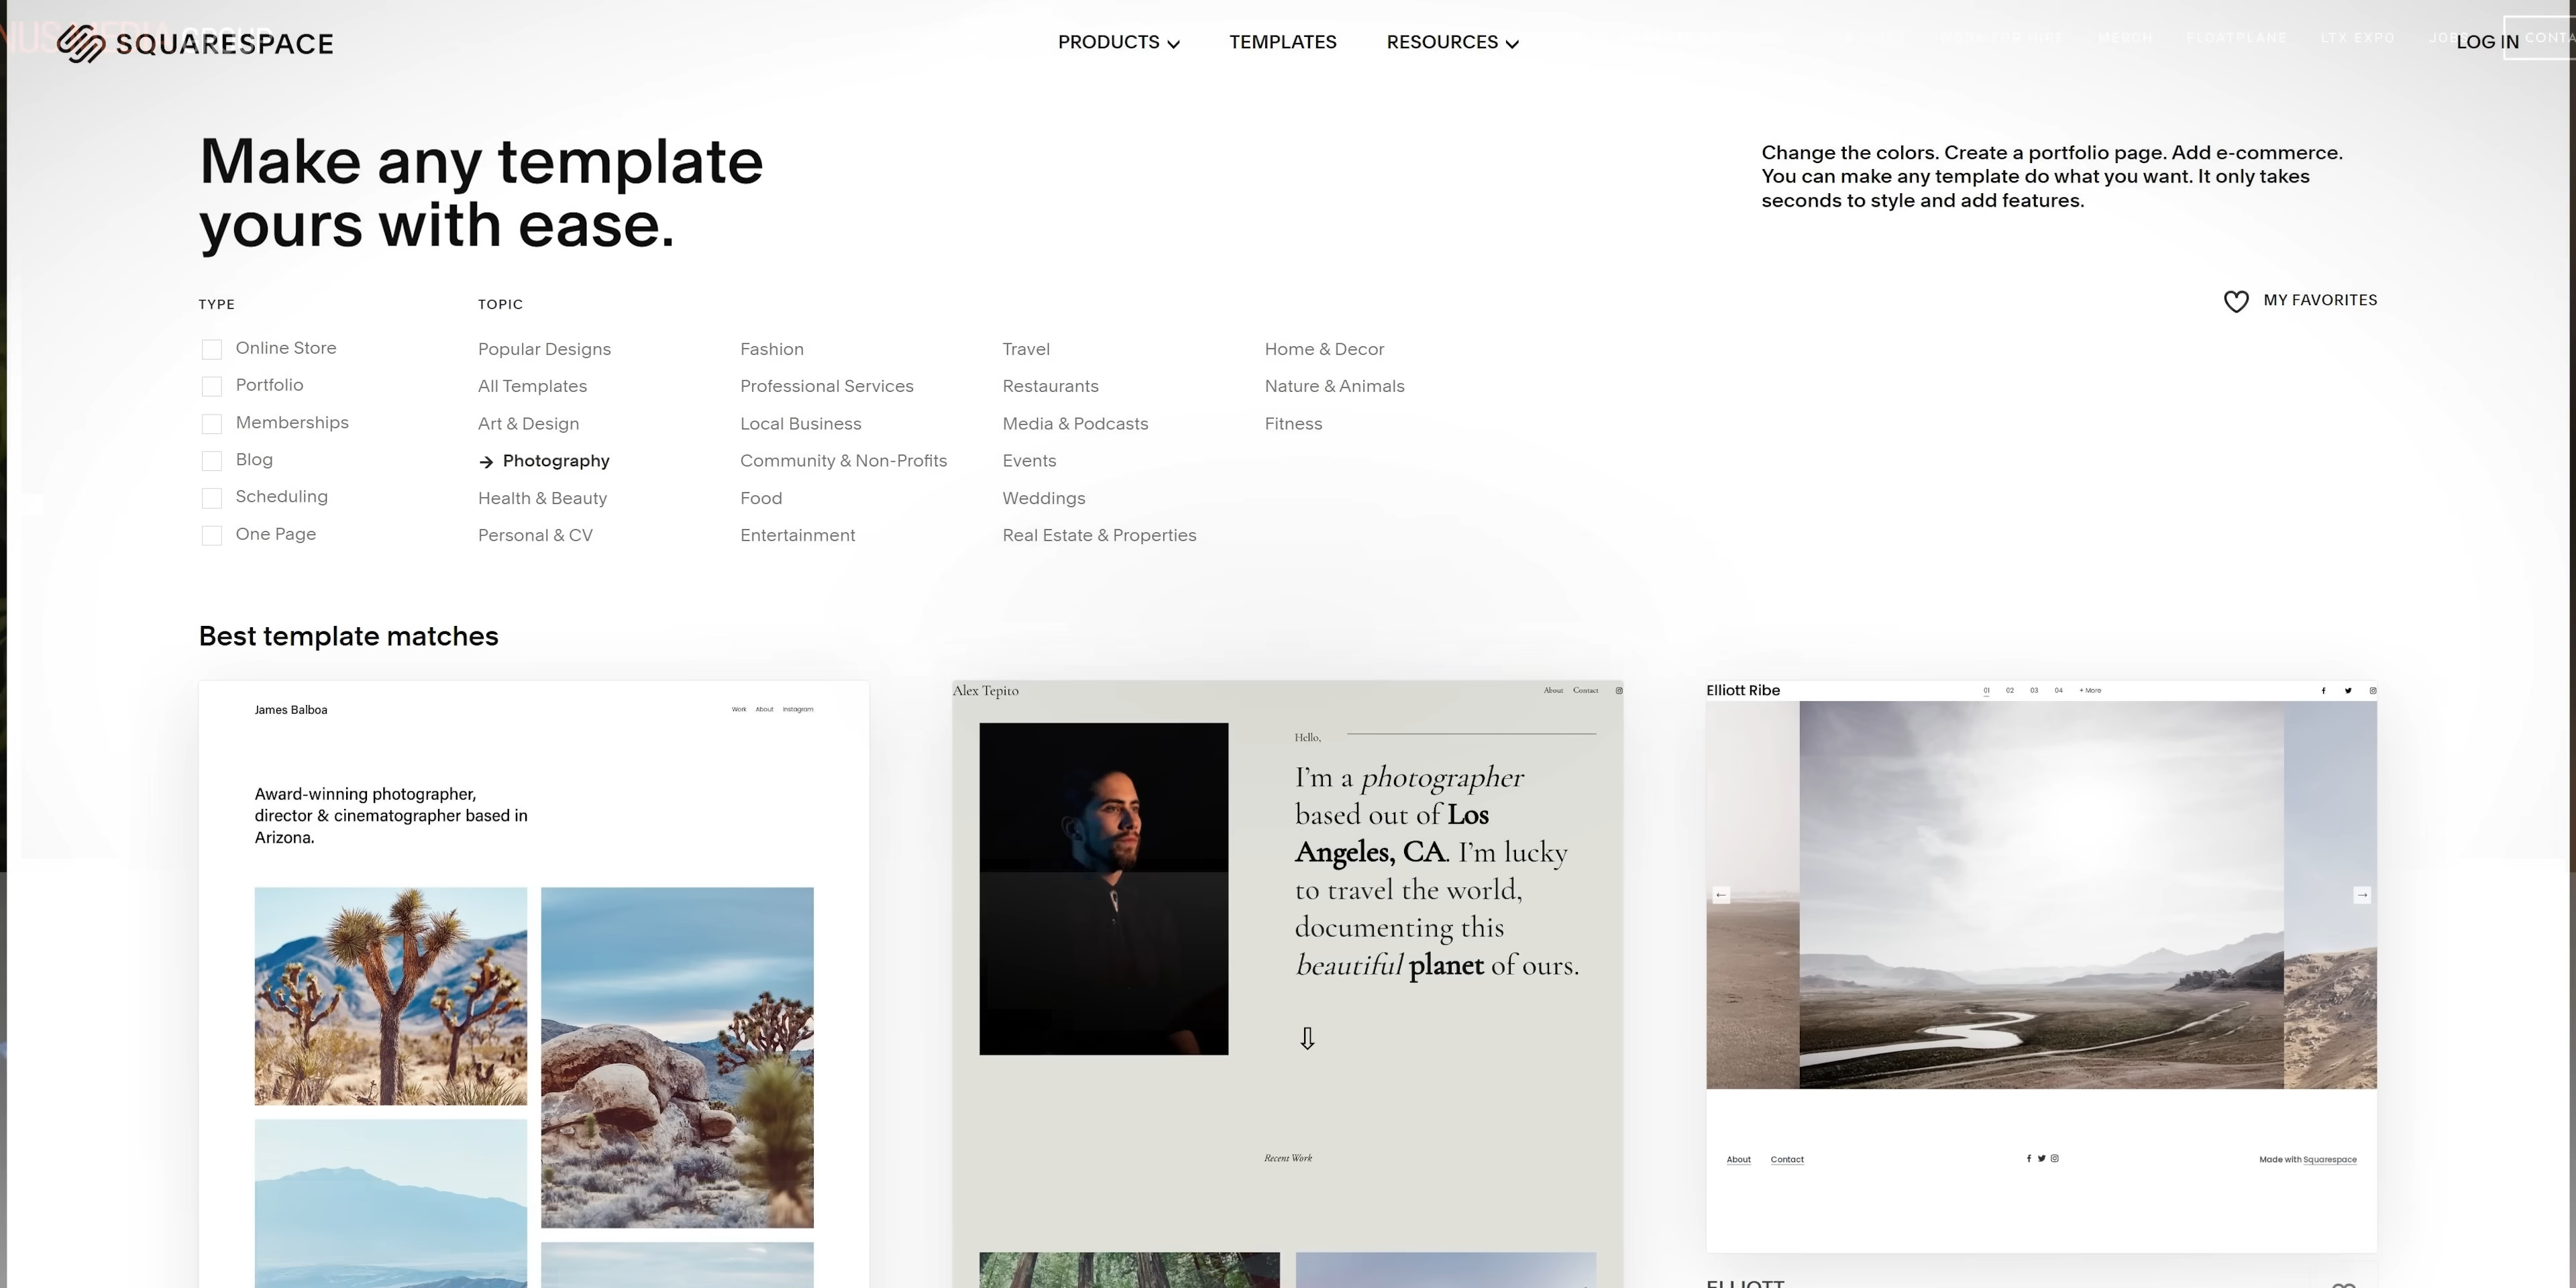 SQUARESPACE
PRODUCTS
TEMPLATES
RESOURCES
MERCH
FLOATPLANE
LTX EXPO
LOG IN
Make any template
yours with ease.
Change the colors. Create a portfolio page. Add e-commerce.
You can make any template do what you want. It only takes
seconds to style and add features.
MY FAVORITES
TYPE
Online Store
Portfolio
Memberships
Blog
Scheduling
One Page
TOPIC
Popular Designs
All Templates
Art & Design
→ Photography
Health & Beauty
Personal & CV
Fashion
Professional Services
Local Business
Community & Non-Profits
Food
Entertainment
Travel
Restaurants
Media & Podcasts
Events
Weddings
Real Estate & Properties
Home & Decor
Nature & Animals
Fitness
Best template matches
James Balboa
Work About Instagram
Award-winning photographer,
director & cinematographer based in
Arizona.
Alex Tepito
About Contact
Hello,
I'm a photographer
based out of Los
Angeles, CA. I'm lucky
to travel the world,
documenting this
beautiful planet of ours.
Recent Work
Elliott Ribe
01 02 03 04 + More
About Contact
Made with Squarespace
ELLIOTT